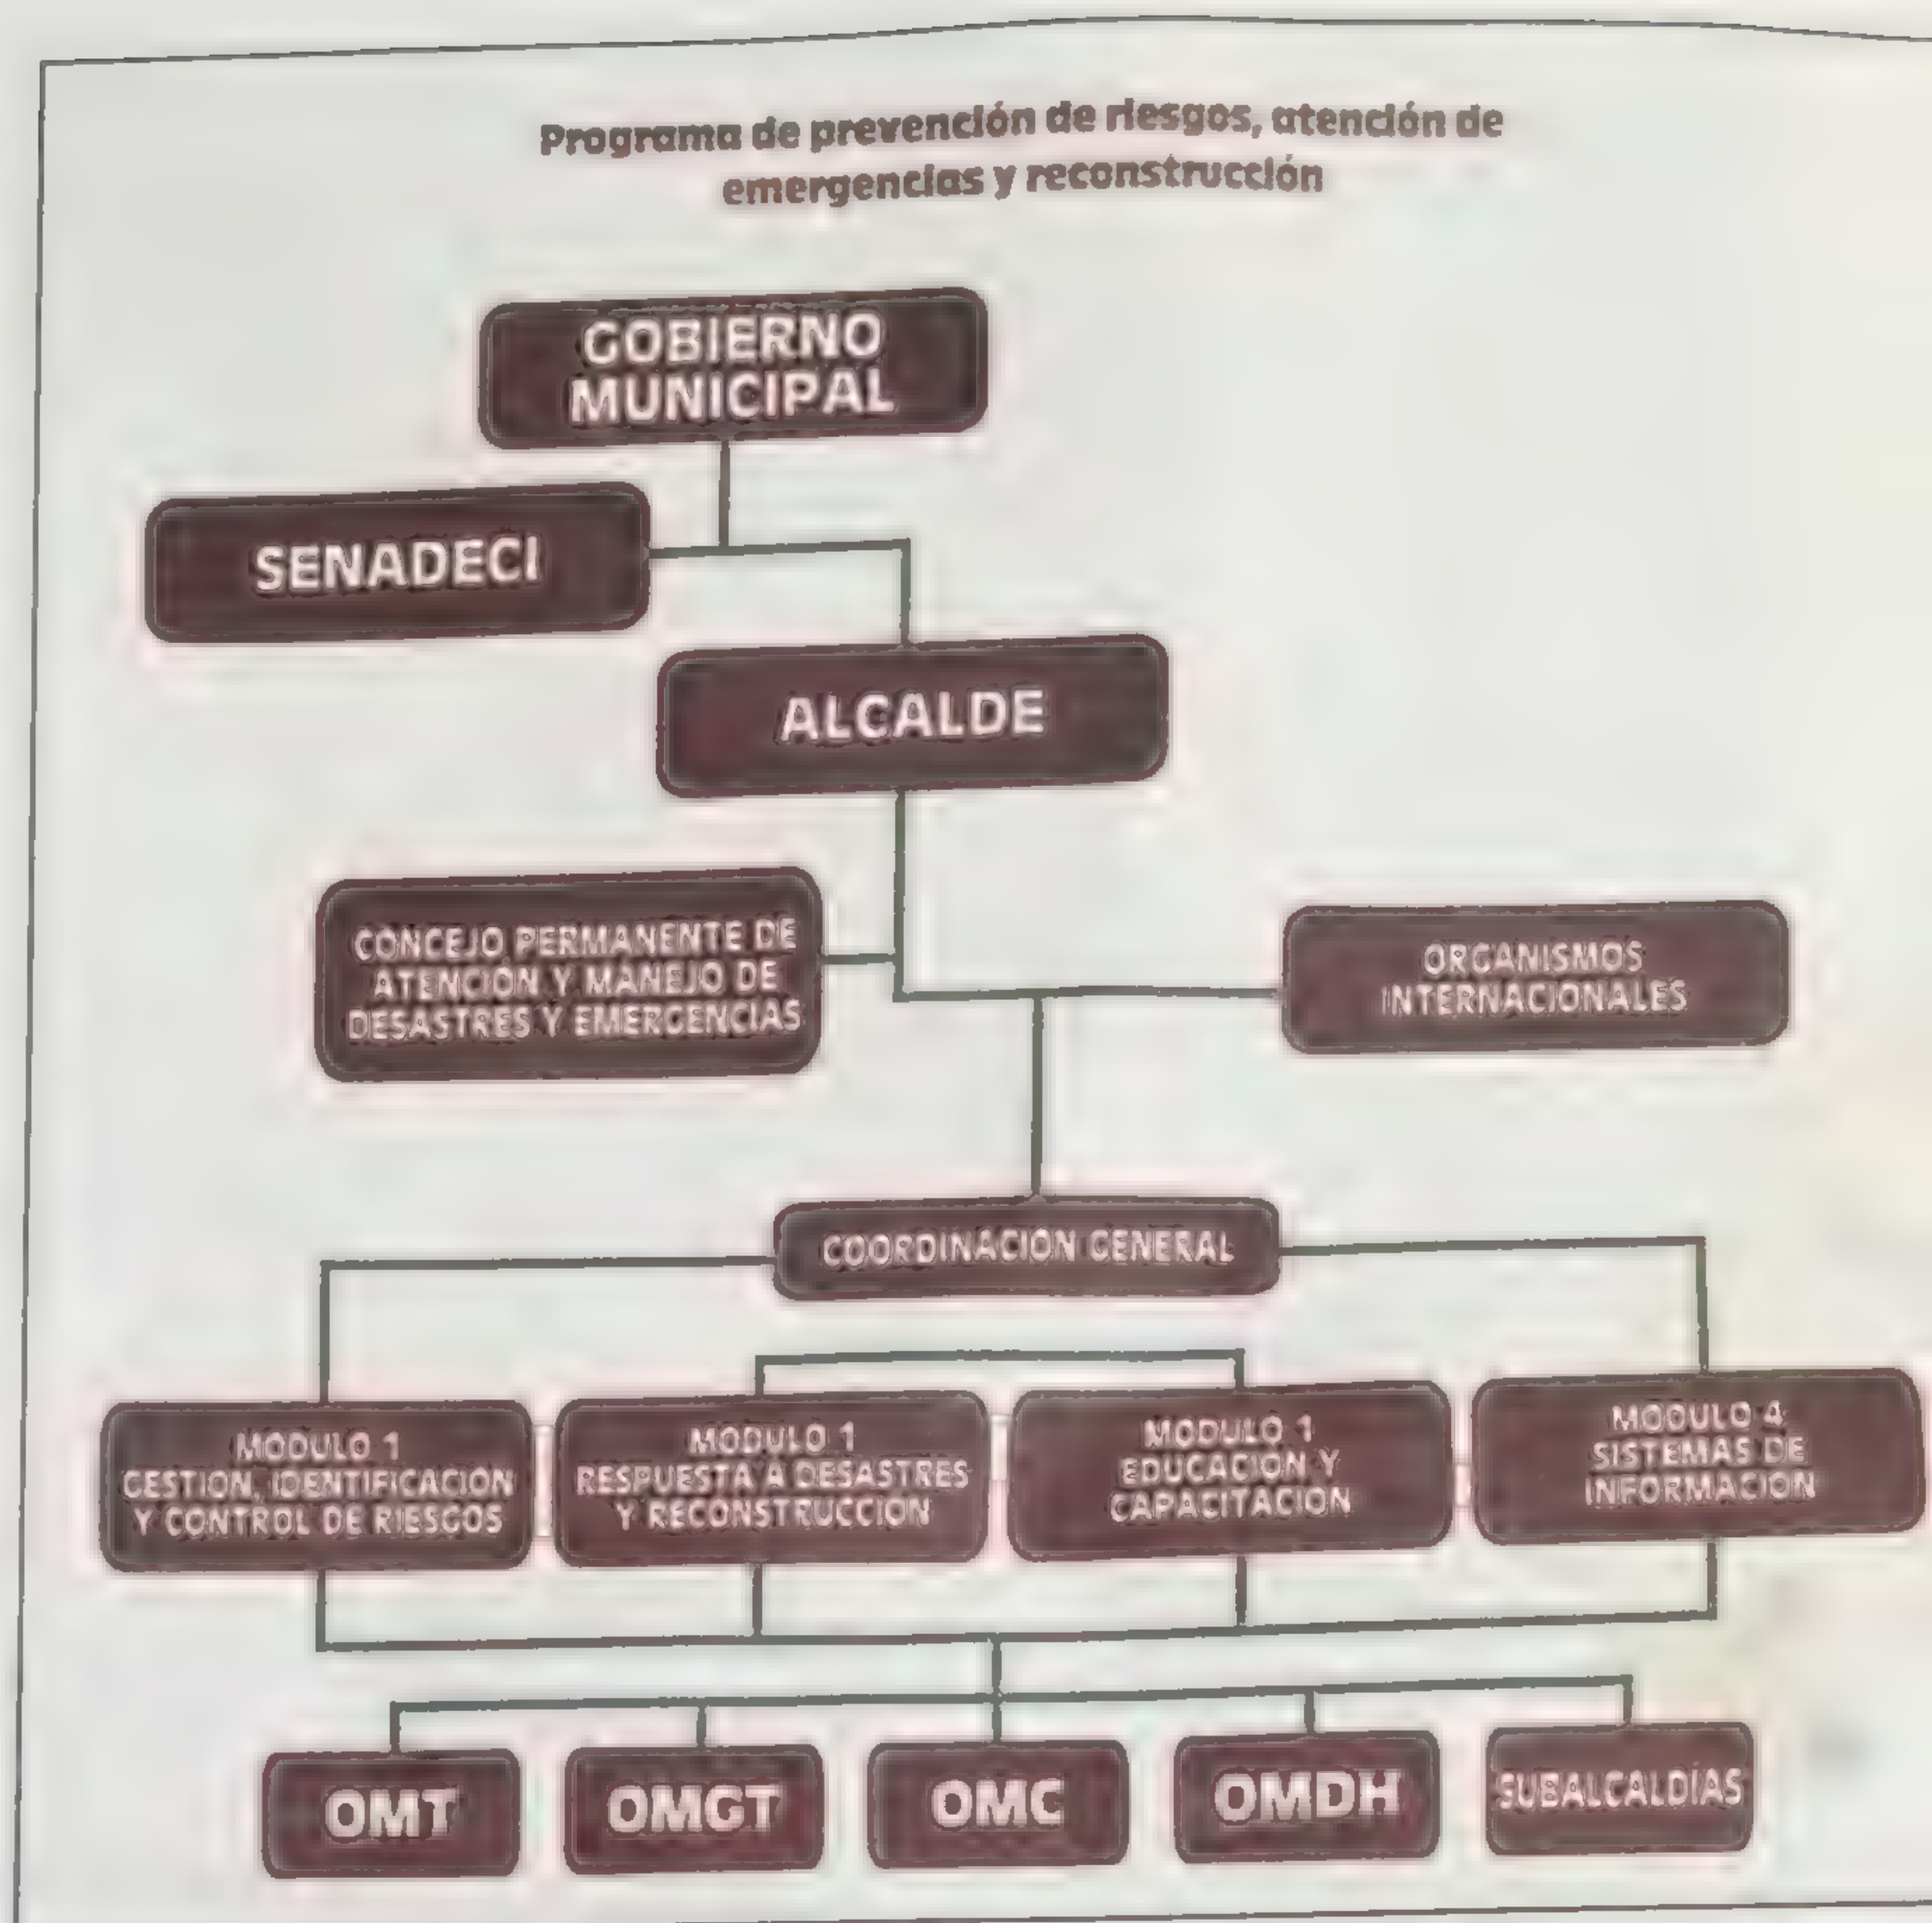 Programa de prevención de riesgos, atención de
emergencias y reconstrucción
GOBIERNO
MUNICIPAL
SENADECI
ALCALDE
CONCEJO PERMANENTE DE
ATENCIÓN Y MANEJO DE
DESASTRES Y EMERGENCIAS
ORGANISMOS
INTERNACIONALES
COORDINACION GENERAL
MODULO 1
GESTION, IDENTIFICACION
Y CONTROL DE RIESGOS
MODULO 1
RESPUESTA A DESASTRES
Y RECONSTRUCCION
MODULO 1
EDUCACION Y
CAPACITACION
MODULO 4
SISTEMAS DE
INFORMACION
OMT
OMGT
OMC
OMDH
SUBALCALDÍAS